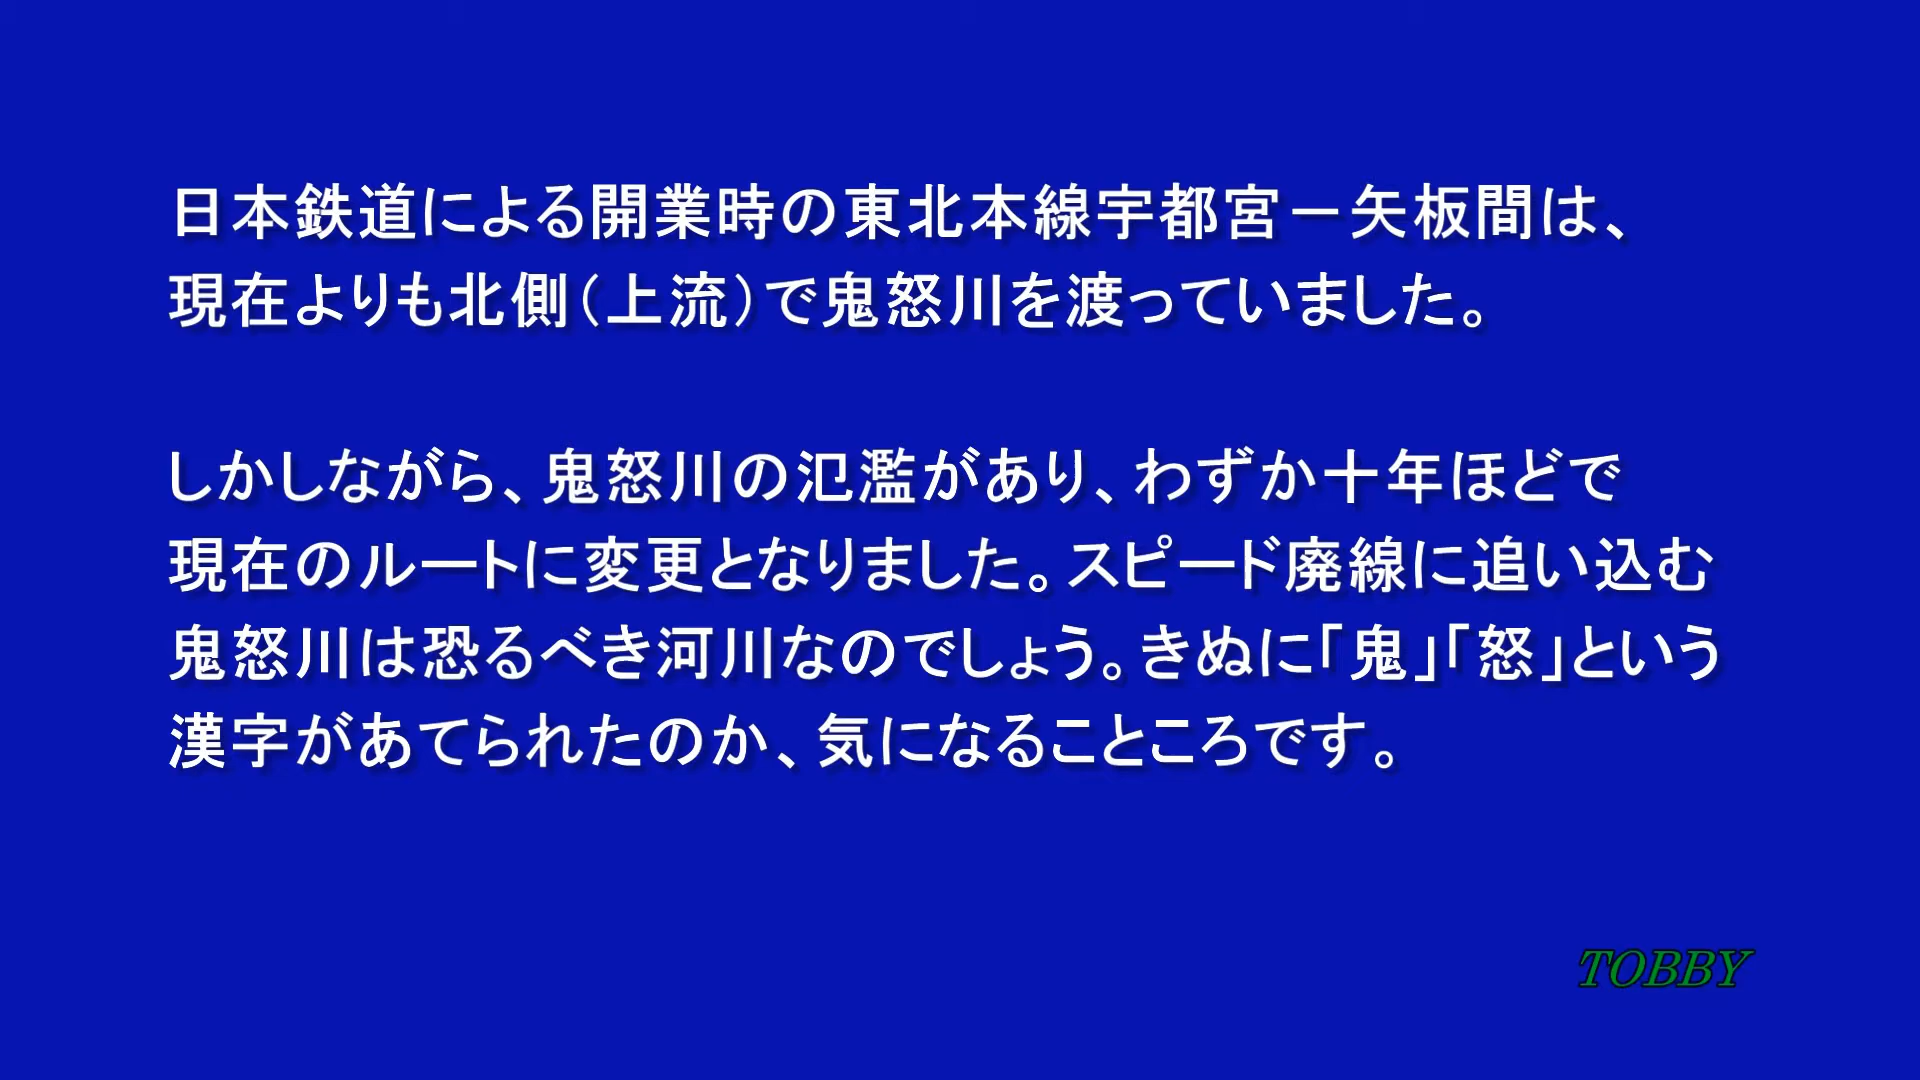 日本鉄道による開業時の東北本線宇都宮－矢板間は、
現在よりも北側（上流）で鬼怒川を渡っていました。
しかしながら、鬼怒川の氾濫があり、わずか十年ほどで
現在のルートに変更となりました。スピード廃線に追い込む
鬼怒川は恐るべき河川なのでしょう。きぬに「鬼」「怒」という
漢字があてられたのか、気になることころです。
TOBBY